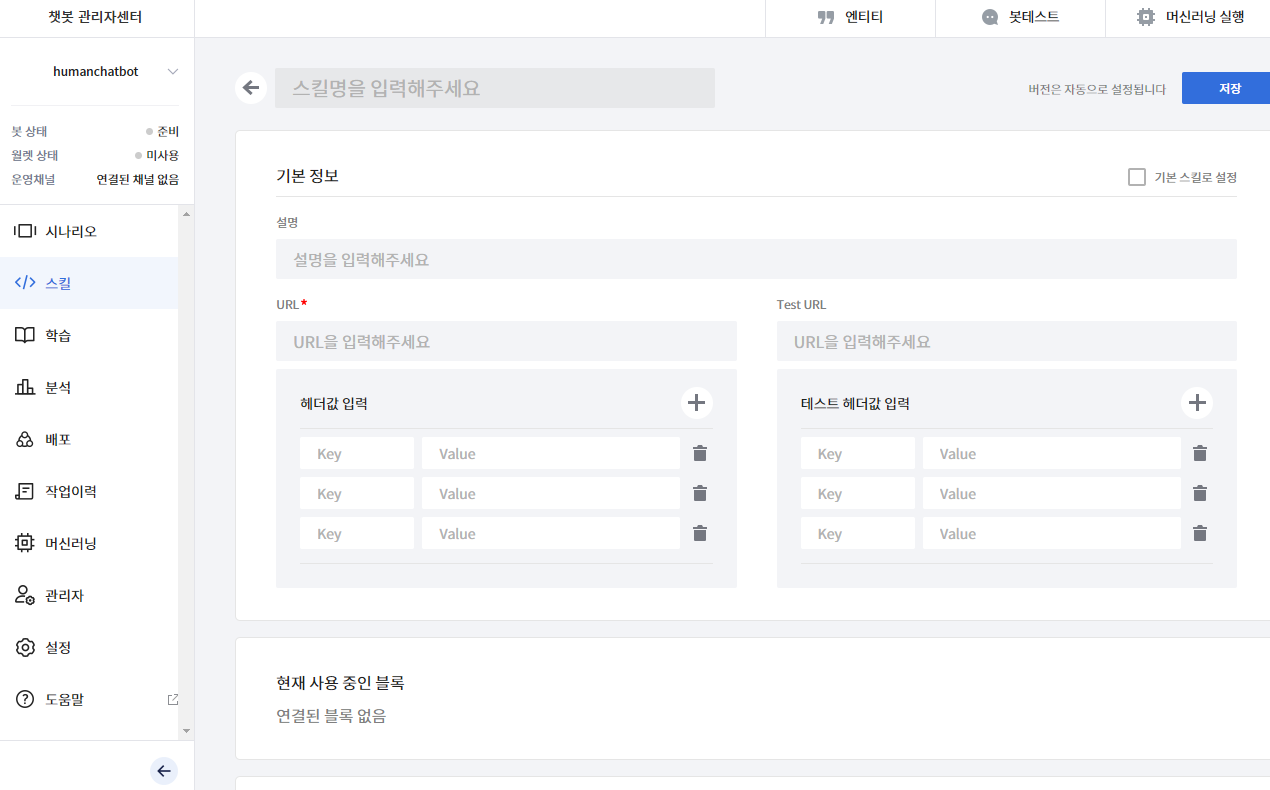 챗봇 관리자센터
엔티티
봇테스트
머신러닝 실행
humanchatbot
봇 상태
준비
월렛 상태
미사용
운영채널
연결된 채널 없음
시나리오
스킬
학습
분석
배포
작업이력
머신러닝
관리자
설정
도움말
스킬명을 입력해주세요
버전은 자동으로 설정됩니다
저장
기본 정보
기본 스킬로 설정
설명
설명을 입력해주세요
URL*
URL을 입력해주세요
헤더값 입력
Key Value
Key Value
Key Value
Test URL
URL을 입력해주세요
테스트 헤더값 입력
Key Value
Key Value
Key Value
현재 사용 중인 블록
연결된 블록 없음